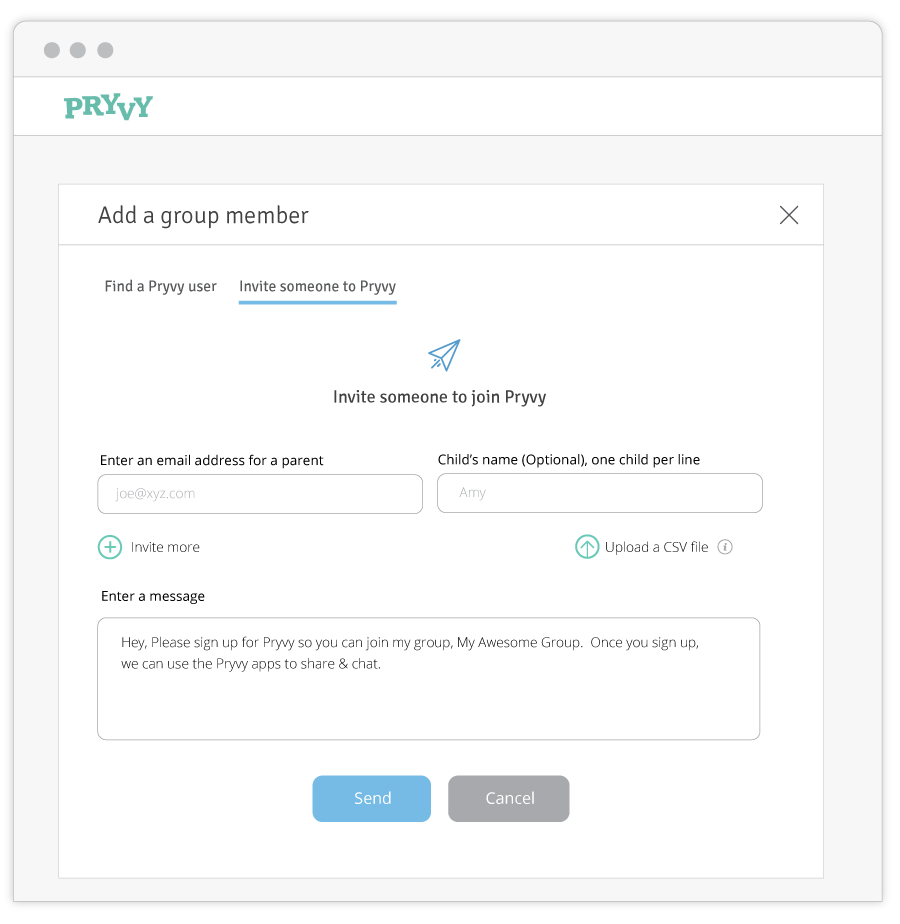 PRYVY
Add a group member
Find a Pryvy user
Invite someone to Pryvy
Invite someone to join Pryvy
Enter an email address for a parent
Child's name (Optional), one child per line
joe@xyz.com
Amy
Invite more
Upload a CSV file
i
Enter a message
Hey, Please sign up for Pryvy so you can join my group, My Awesome Group.  Once you sign up,
we can use the Pryvy apps to share & chat.
Send
Cancel